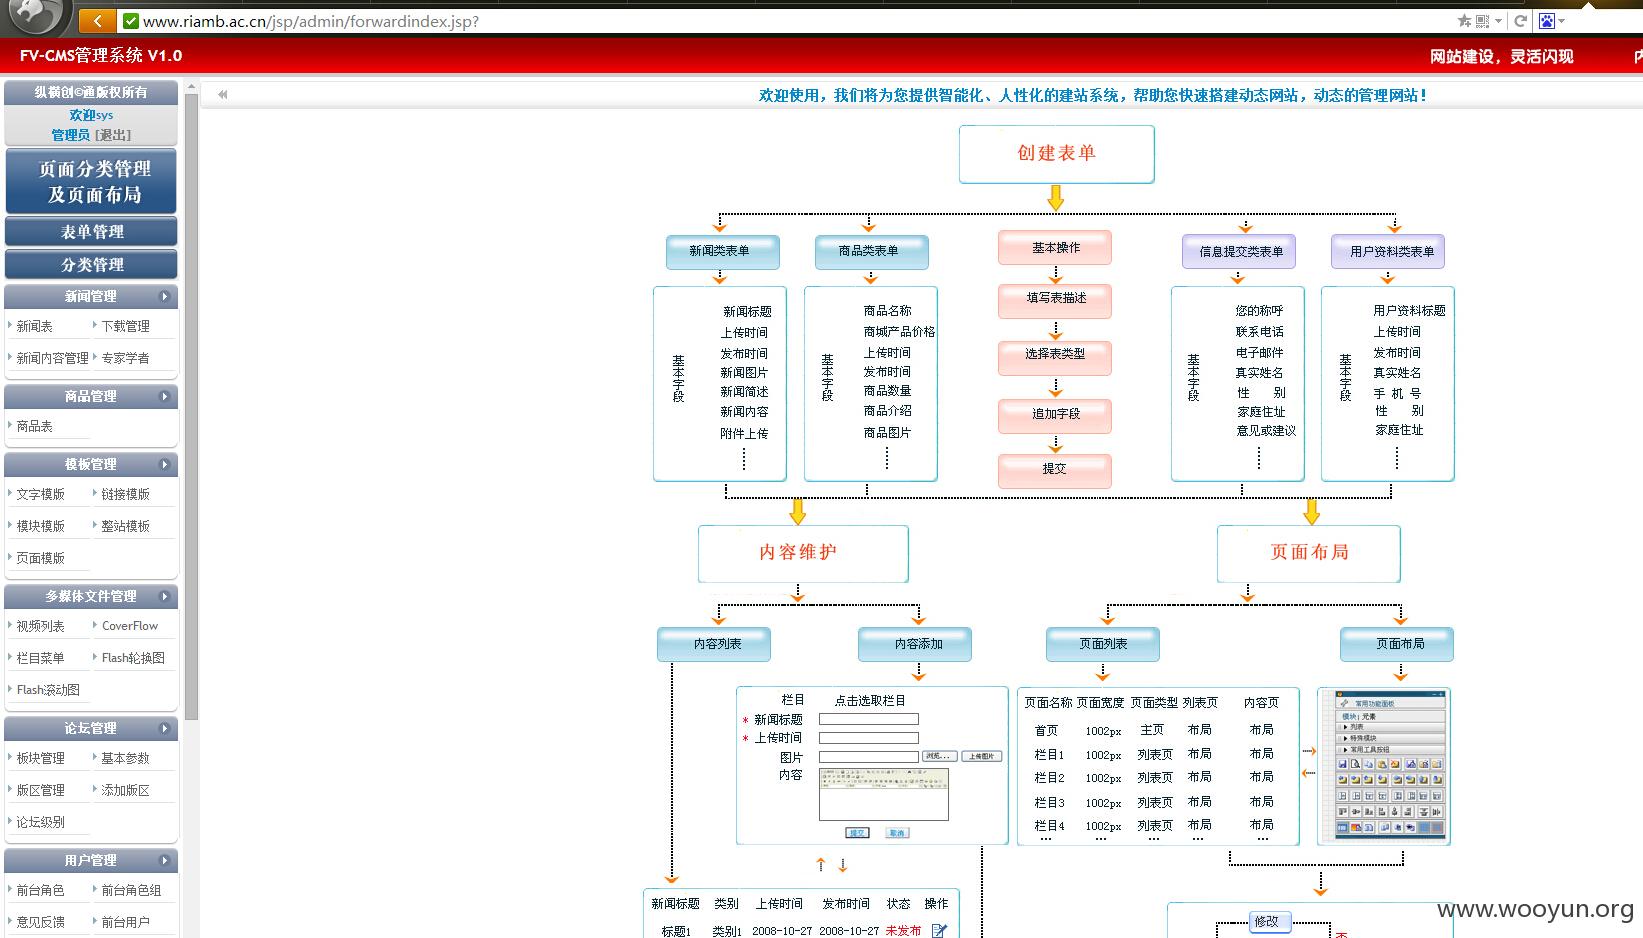 www.riamb.ac.cn/jsp/admin/forwardindex.jsp?
FV-CMS管理系统 V1.0
网站建设，灵活闪现
纵横创©通版权所有
欢迎sys
管理员 [退出]
页面分类管理
及页面布局
表单管理
分类管理
新闻管理
新闻表 下载管理
新闻内容管理 专家学者
商品管理
商品表
模板管理
文字模版 链接模版
模块模版 整站模板
页面模版
多媒体文件管理
视频列表 CoverFlow
栏目菜单 Flash轮换图
Flash滚动图
论坛管理
板块管理 基本参数
版区管理 添加版区
论坛级别
用户管理
前台角色 前台角色组
意见反馈 前台用户
欢迎使用，我们将为您提供智能化、人性化的建站系统，帮助您快速搭建动态网站，动态的管理网站！
创建表单
新闻类表单
商品类表单
基本操作
信息提交类表单
用户资料类表单
基本字段
新闻标题
上传时间
发布时间
新闻图片
新闻简述
新闻内容
附件上传
基本字段
商品名称
商城产品价格
上传时间
发布时间
商品数量
商品介绍
商品图片
填写表描述
选择表类型
追加字段
提交
基本字段
您的称呼
联系电话
电子邮件
真实姓名
性 别
家庭住址
意见或建议
基本字段
用户资料标题
上传时间
发布时间
真实姓名
手 机 号
性 别
家庭住址
内容维护
页面布局
内容列表
内容添加
页面列表
页面布局
栏目 点击选取栏目
* 新闻标题
* 上传时间
图片 浏览... 上传图片
内容
提交 取消
页面名称 页面宽度 页面类型 列表页 内容页
首页 1002px 主页 布局 布局
栏目1 1002px 列表页 布局 布局
栏目2 1002px 列表页 布局 布局
栏目3 1002px 列表页 布局 布局
栏目4 1002px 列表页 布局 布局
... ... ... ... ...
常用功能面板
模块|元素
列表
特殊模块
常用工具按钮
新闻标题 类别 上传时间 发布时间 状态 操作
标题1 类别1 2008-10-27 2008-10-27 未发布
修改
www.wooyun.org